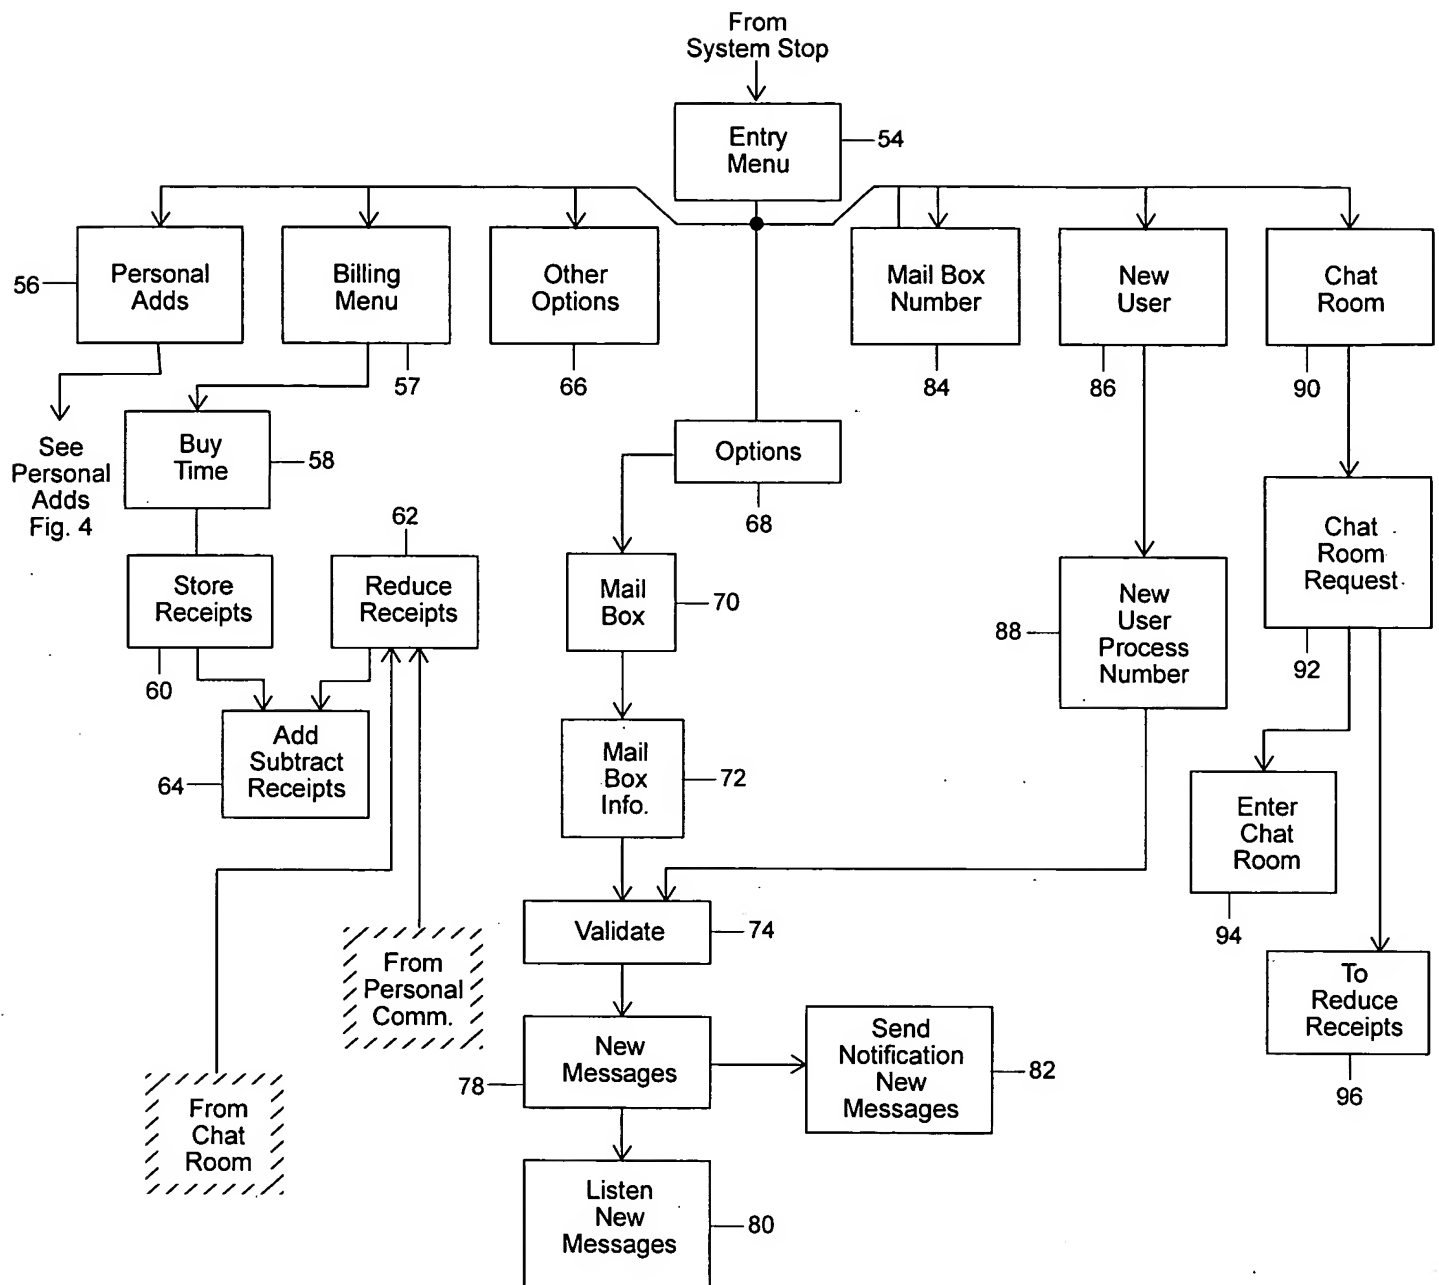 From
System Stop
Entry
Menu
54
56
Personal
Adds
Billing
Menu
57
Other
Options
66
Mail Box
Number
84
New
User
86
Chat
Room
90
See
Personal
Adds
Fig. 4
Buy
Time
58
Options
68
62
Store
Receipts
60
Reduce
Receipts
Mail
Box
70
88
New
User
Process
Number
Chat
Room
Request
92
64
Add
Subtract
Receipts
Mail
Box
Info.
72
Enter
Chat
Room
94
Validate
74
From
Personal
Comm.
To
Reduce
Receipts
96
78
New
Messages
Send
Notification
New
Messages
82
From
Chat
Room
Listen
New
Messages
80